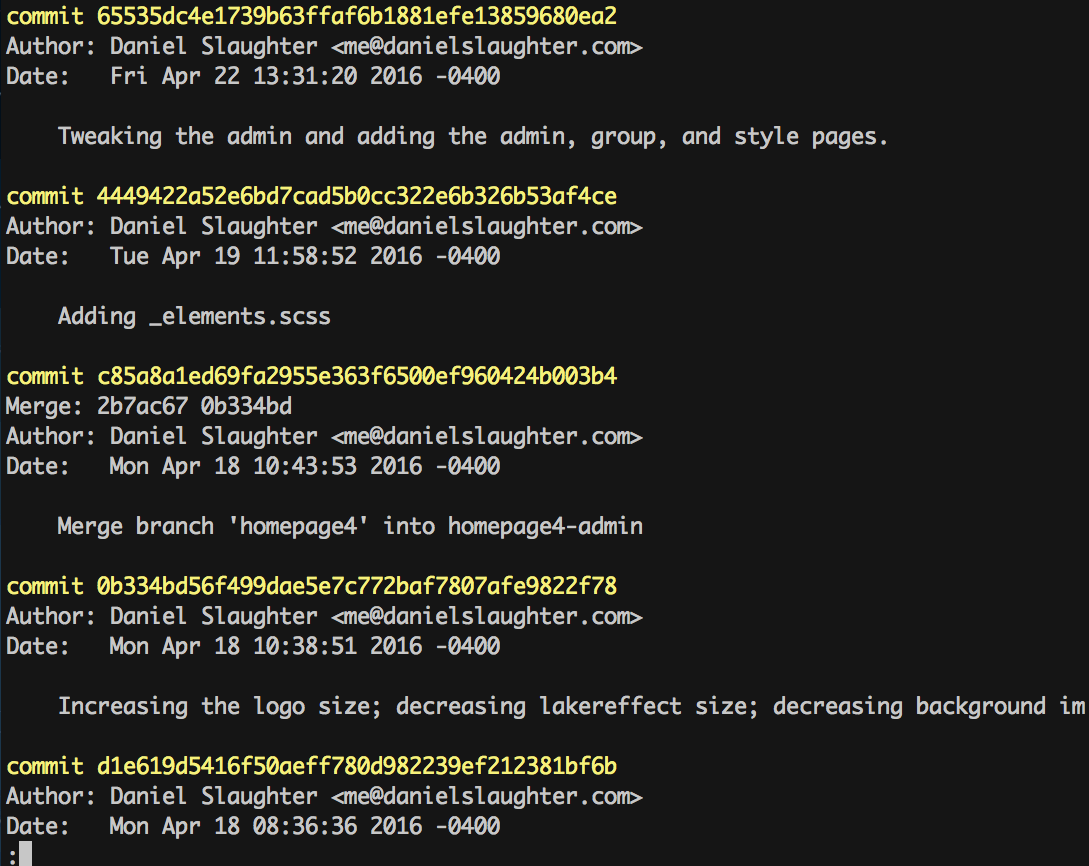 commit 65535dc4e1739b63ffaf6b1881efe13859680ea2
Author: Daniel Slaughter <me@danielslaughter.com>
Date:   Fri Apr 22 13:31:20 2016 -0400
Tweaking the admin and adding the admin, group, and style pages.
commit 4449422a52e6bd7cad5b0cc322e6b326b53af4ce
Author: Daniel Slaughter <me@danielslaughter.com>
Date:   Tue Apr 19 11:58:52 2016 -0400
Adding _elements.scss
commit c85a8a1ed69fa2955e363f6500ef960424b003b4
Merge: 2b7ac67 0b334bd
Author: Daniel Slaughter <me@danielslaughter.com>
Date:   Mon Apr 18 10:43:53 2016 -0400
Merge branch 'homepage4' into homepage4-admin
commit 0b334bd56f499dae5e7c772baf7807afe9822f78
Author: Daniel Slaughter <me@danielslaughter.com>
Date:   Mon Apr 18 10:38:51 2016 -0400
Increasing the logo size; decreasing lakereffect size; decreasing background im
commit d1e619d5416f50aeff780d982239ef212381bf6b
Author: Daniel Slaughter <me@danielslaughter.com>
Date:   Mon Apr 18 08:36:36 2016 -0400
: